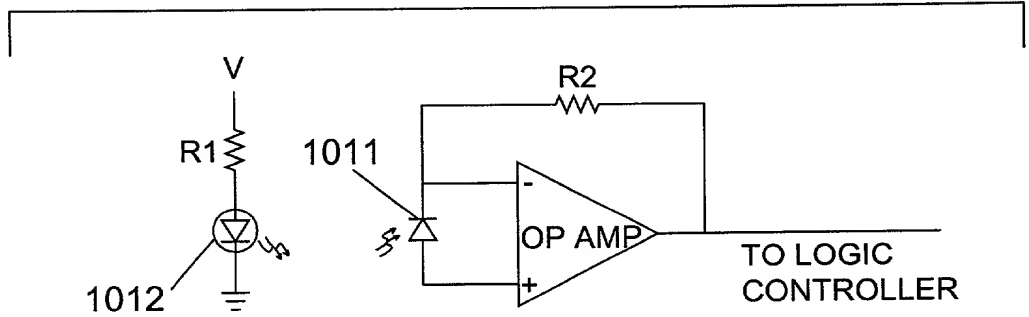 V
R1
1012
1011
R2
-
OP AMP
+
TO LOGIC
CONTROLLER